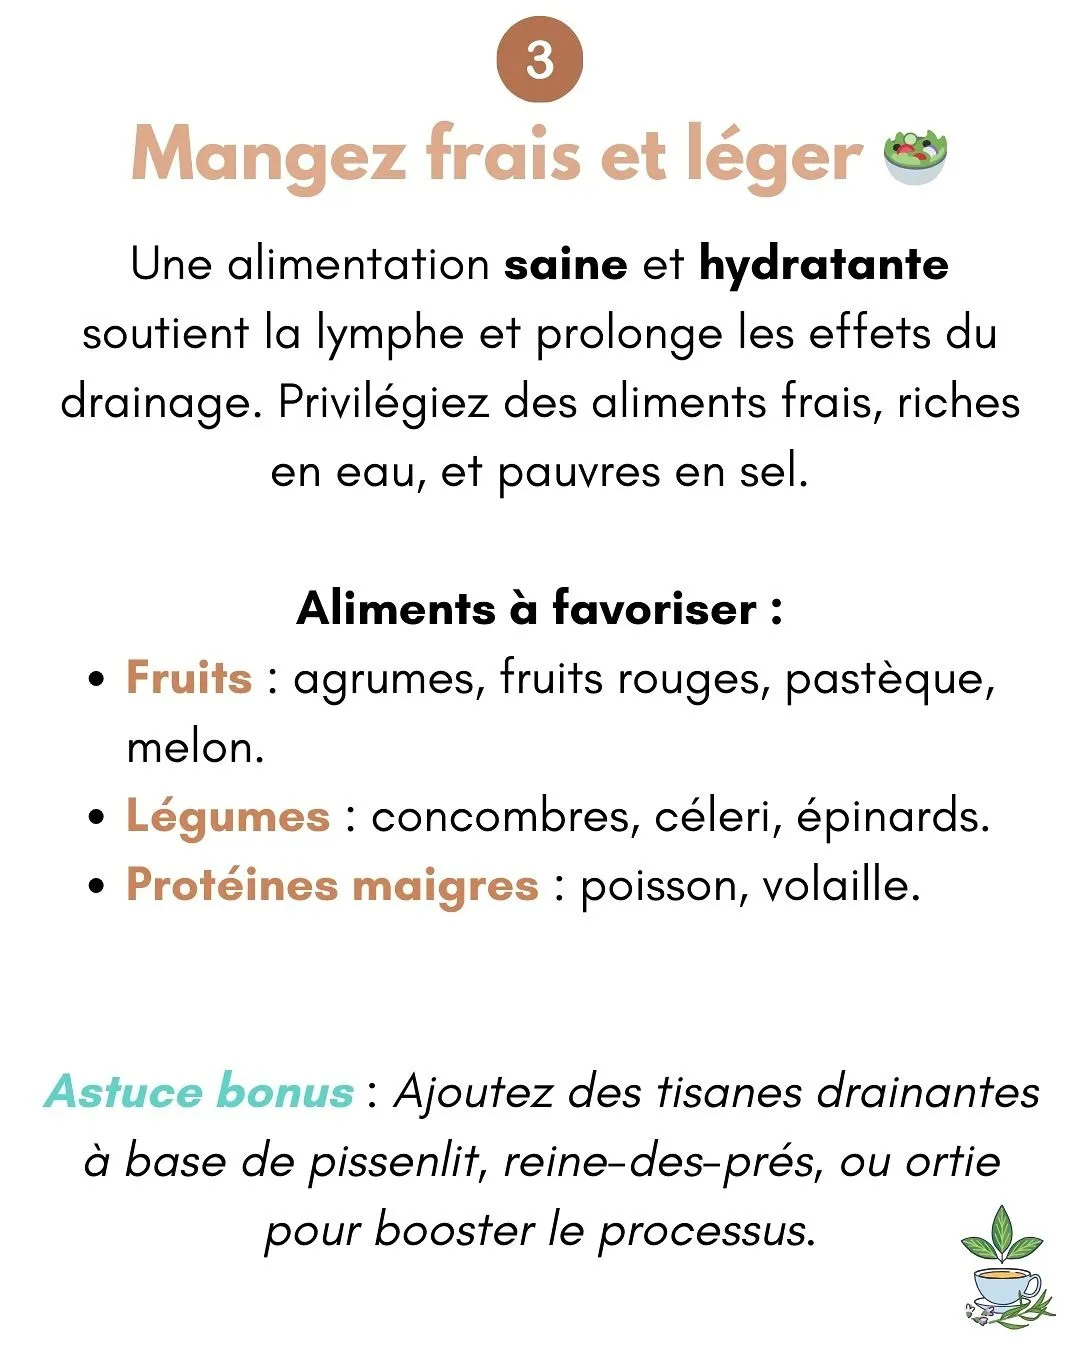 3
Mangez frais et léger
Une alimentation saine et hydratante
soutient la lymphe et prolonge les effets du
drainage. Privilégiez des aliments frais, riches
en eau, et pauvres en sel.
Aliments à favoriser :
• Fruits : agrumes, fruits rouges, pastèque,
melon.
• Légumes : concombres, céleri, épinards.
• Protéines maigres : poisson, volaille.
Astuce bonus : Ajoutez des tisanes drainantes
à base de pissenlit, reine-des-prés, ou ortie
pour booster le processus.